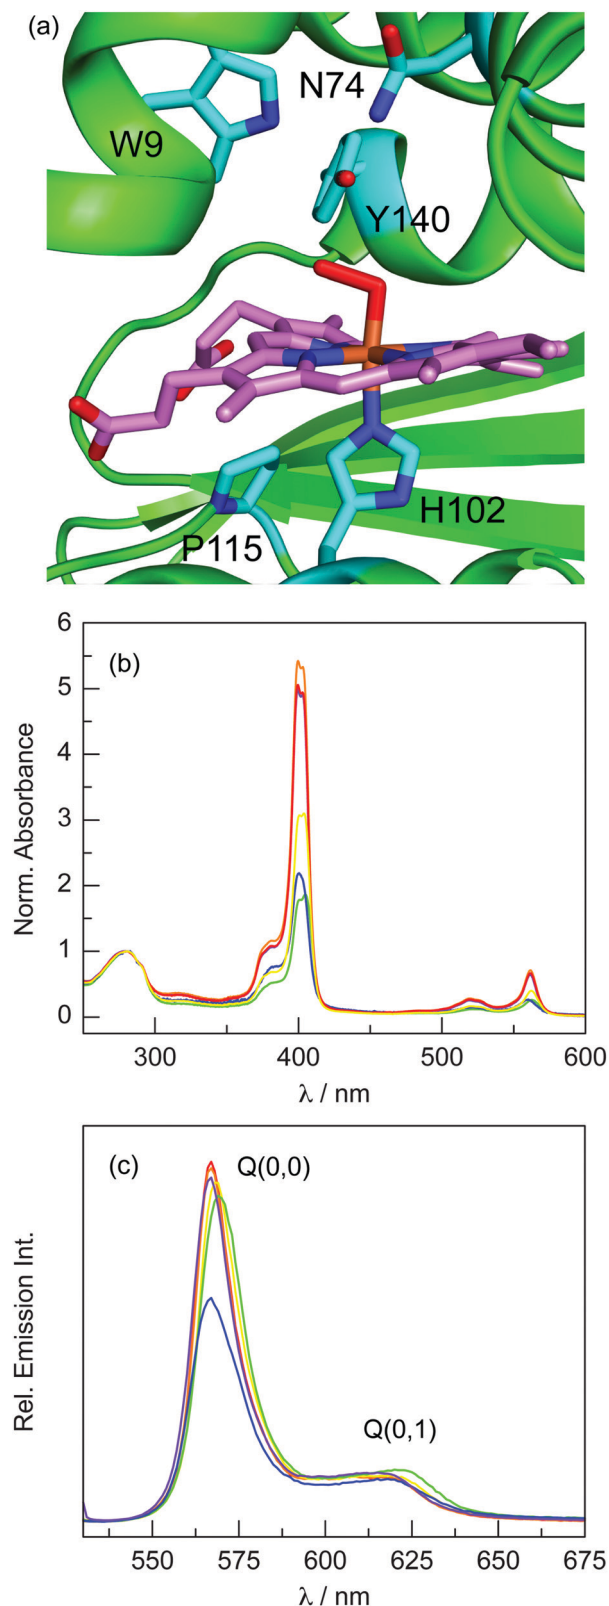 (a)
N74
W9
Y140
H102
P115
(b)
Norm. Absorbance
6
5
4
3
2
1
0
300
400
500
600
λ / nm
(c)
Q(0,0)
Q(0,1)
Rel. Emission Int.
550
575
600
625
650
675
λ / nm